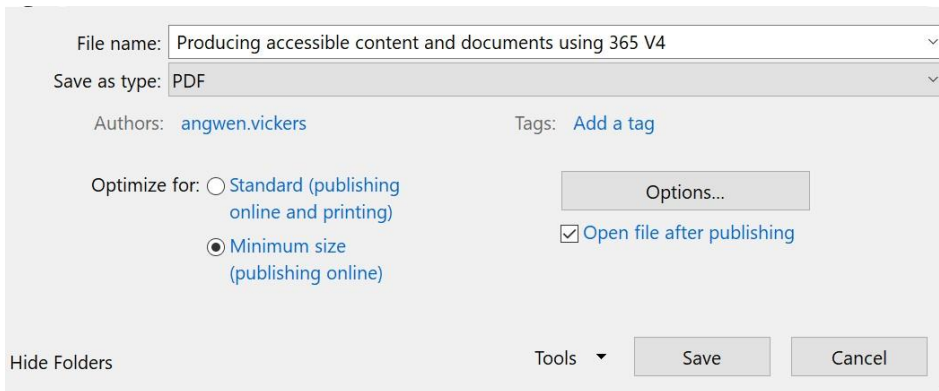 File name: Producing accessible content and documents using 365 V4
Save as type: PDF
Authors: angwen.vickers Tags: Add a tag
Optimize for: Standard (publishing
online and printing)
Minimum size
(publishing online)
Options...
Open file after publishing
Hide Folders
Tools Save Cancel